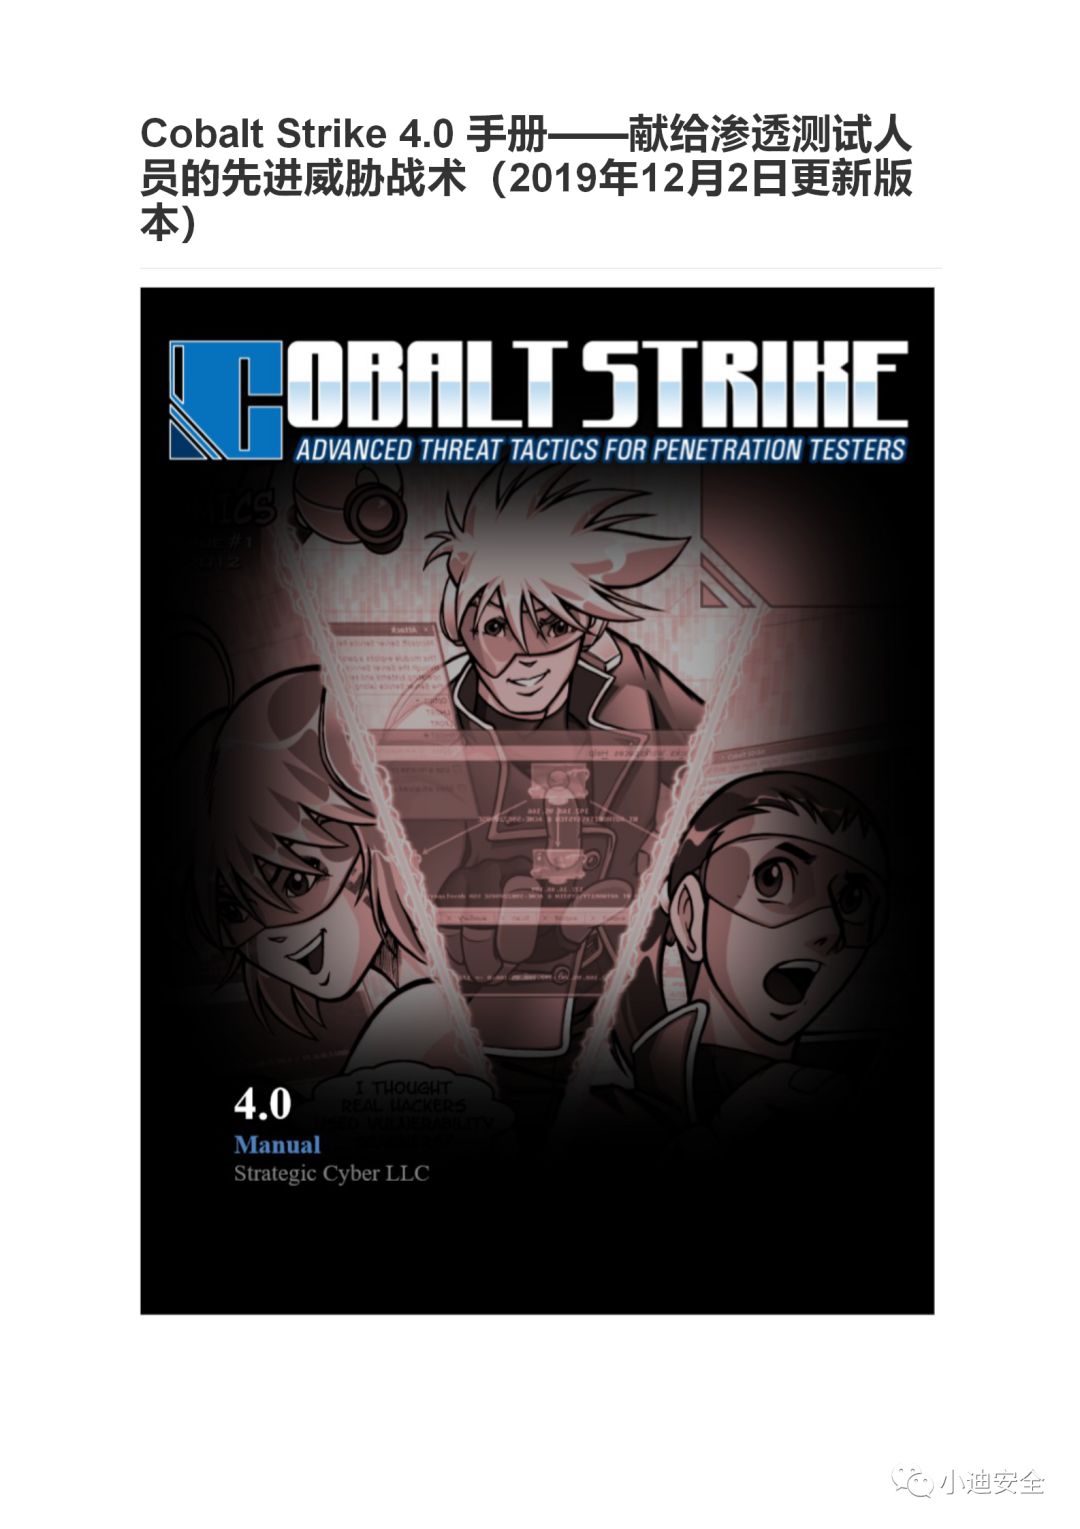 Cobalt Strike 4.0 手册——献给渗透测试人
员的先进威胁战术（2019年12月2日更新版
本）
COBALT STRIKE
ADVANCED THREAT TACTICS FOR PENETRATION TESTERS
4.0
I THOUGHT
REAL HACKERS
USED VULNERABILITY
Manual
Strategic Cyber LLC
小迪安全